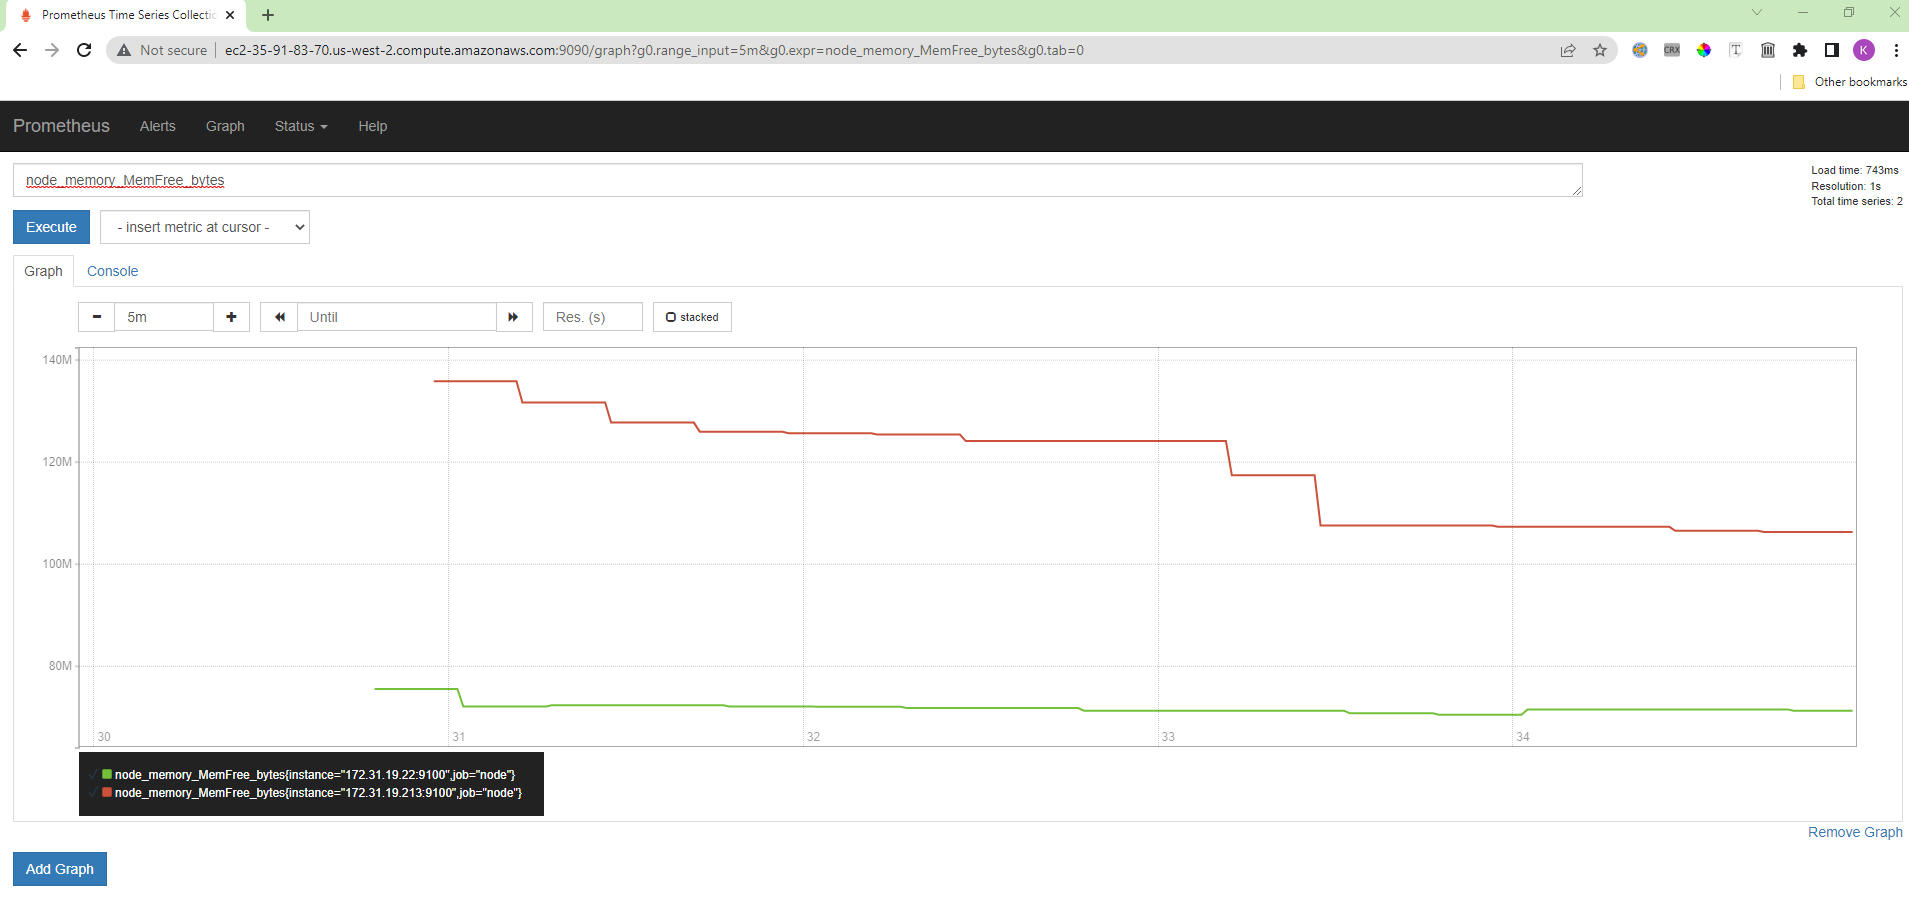 Prometheus Time Series Collectio
Not secure
ec2-35-91-83-70.us-west-2.compute.amazonaws.com:9090/graph?g0.range_input=5m&g0.expr=node_memory_MemFree_bytes&g0.tab=0
CRX
T
K
Other bookmarks
Prometheus Alerts Graph Status Help
node_memory_MemFree_bytes
Load time: 743ms
Resolution: 1s
Total time series: 2
Execute
- insert metric at cursor -
Graph Console
5m Until Res. (s) stacked
140M
120M
100M
80M
30 31 32 33 34
node_memory_MemFree_bytes{instance="172.31.19.22:9100",job="node"}
node_memory_MemFree_bytes{instance="172.31.19.213:9100",job="node"}
Remove Graph
Add Graph